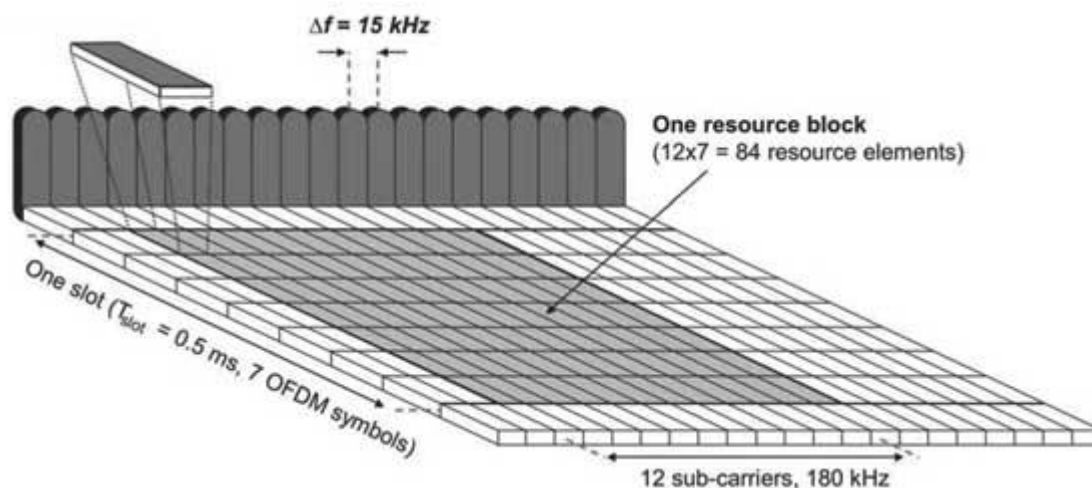 Δf = 15 kHz
One resource block
(12x7 = 84 resource elements)
One slot (Tslot = 0.5 ms, 7 OFDM symbols)
12 sub-carriers, 180 kHz